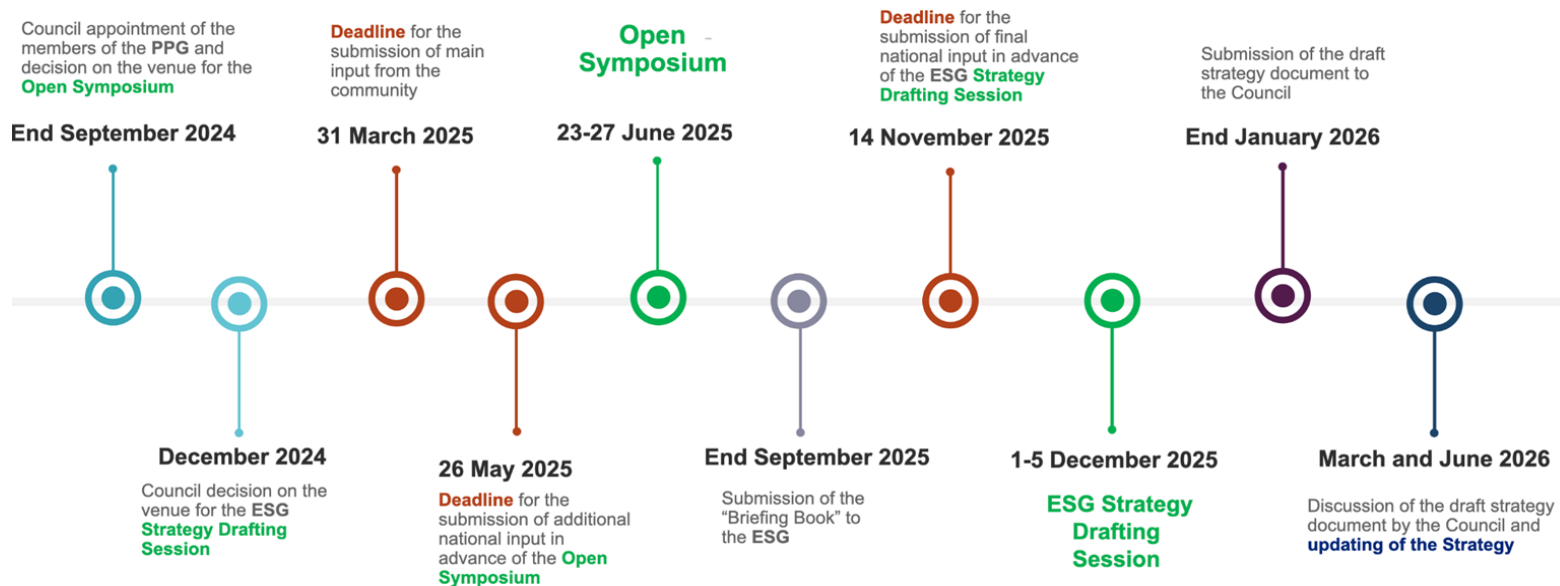 Council appointment of the
members of the PPG and
decision on the venue for the
Open Symposium
End September 2024
December 2024
Council decision on the
venue for the ESG
Strategy Drafting
Session
Deadline for the
submission of main
input from the
community
31 March 2025
26 May 2025
Deadline for the
submission of additional
national input in
advance of the Open
Symposium
Open
Symposium
23-27 June 2025
End September 2025
Submission of the
“Briefing Book” to
the ESG
Deadline for the
submission of final
national input in advance
of the ESG Strategy
Drafting Session
14 November 2025
1-5 December 2025
ESG Strategy
Drafting
Session
Submission of the draft
strategy document to
the Council
End January 2026
March and June 2026
Discussion of the draft strategy
document by the Council and
updating of the Strategy